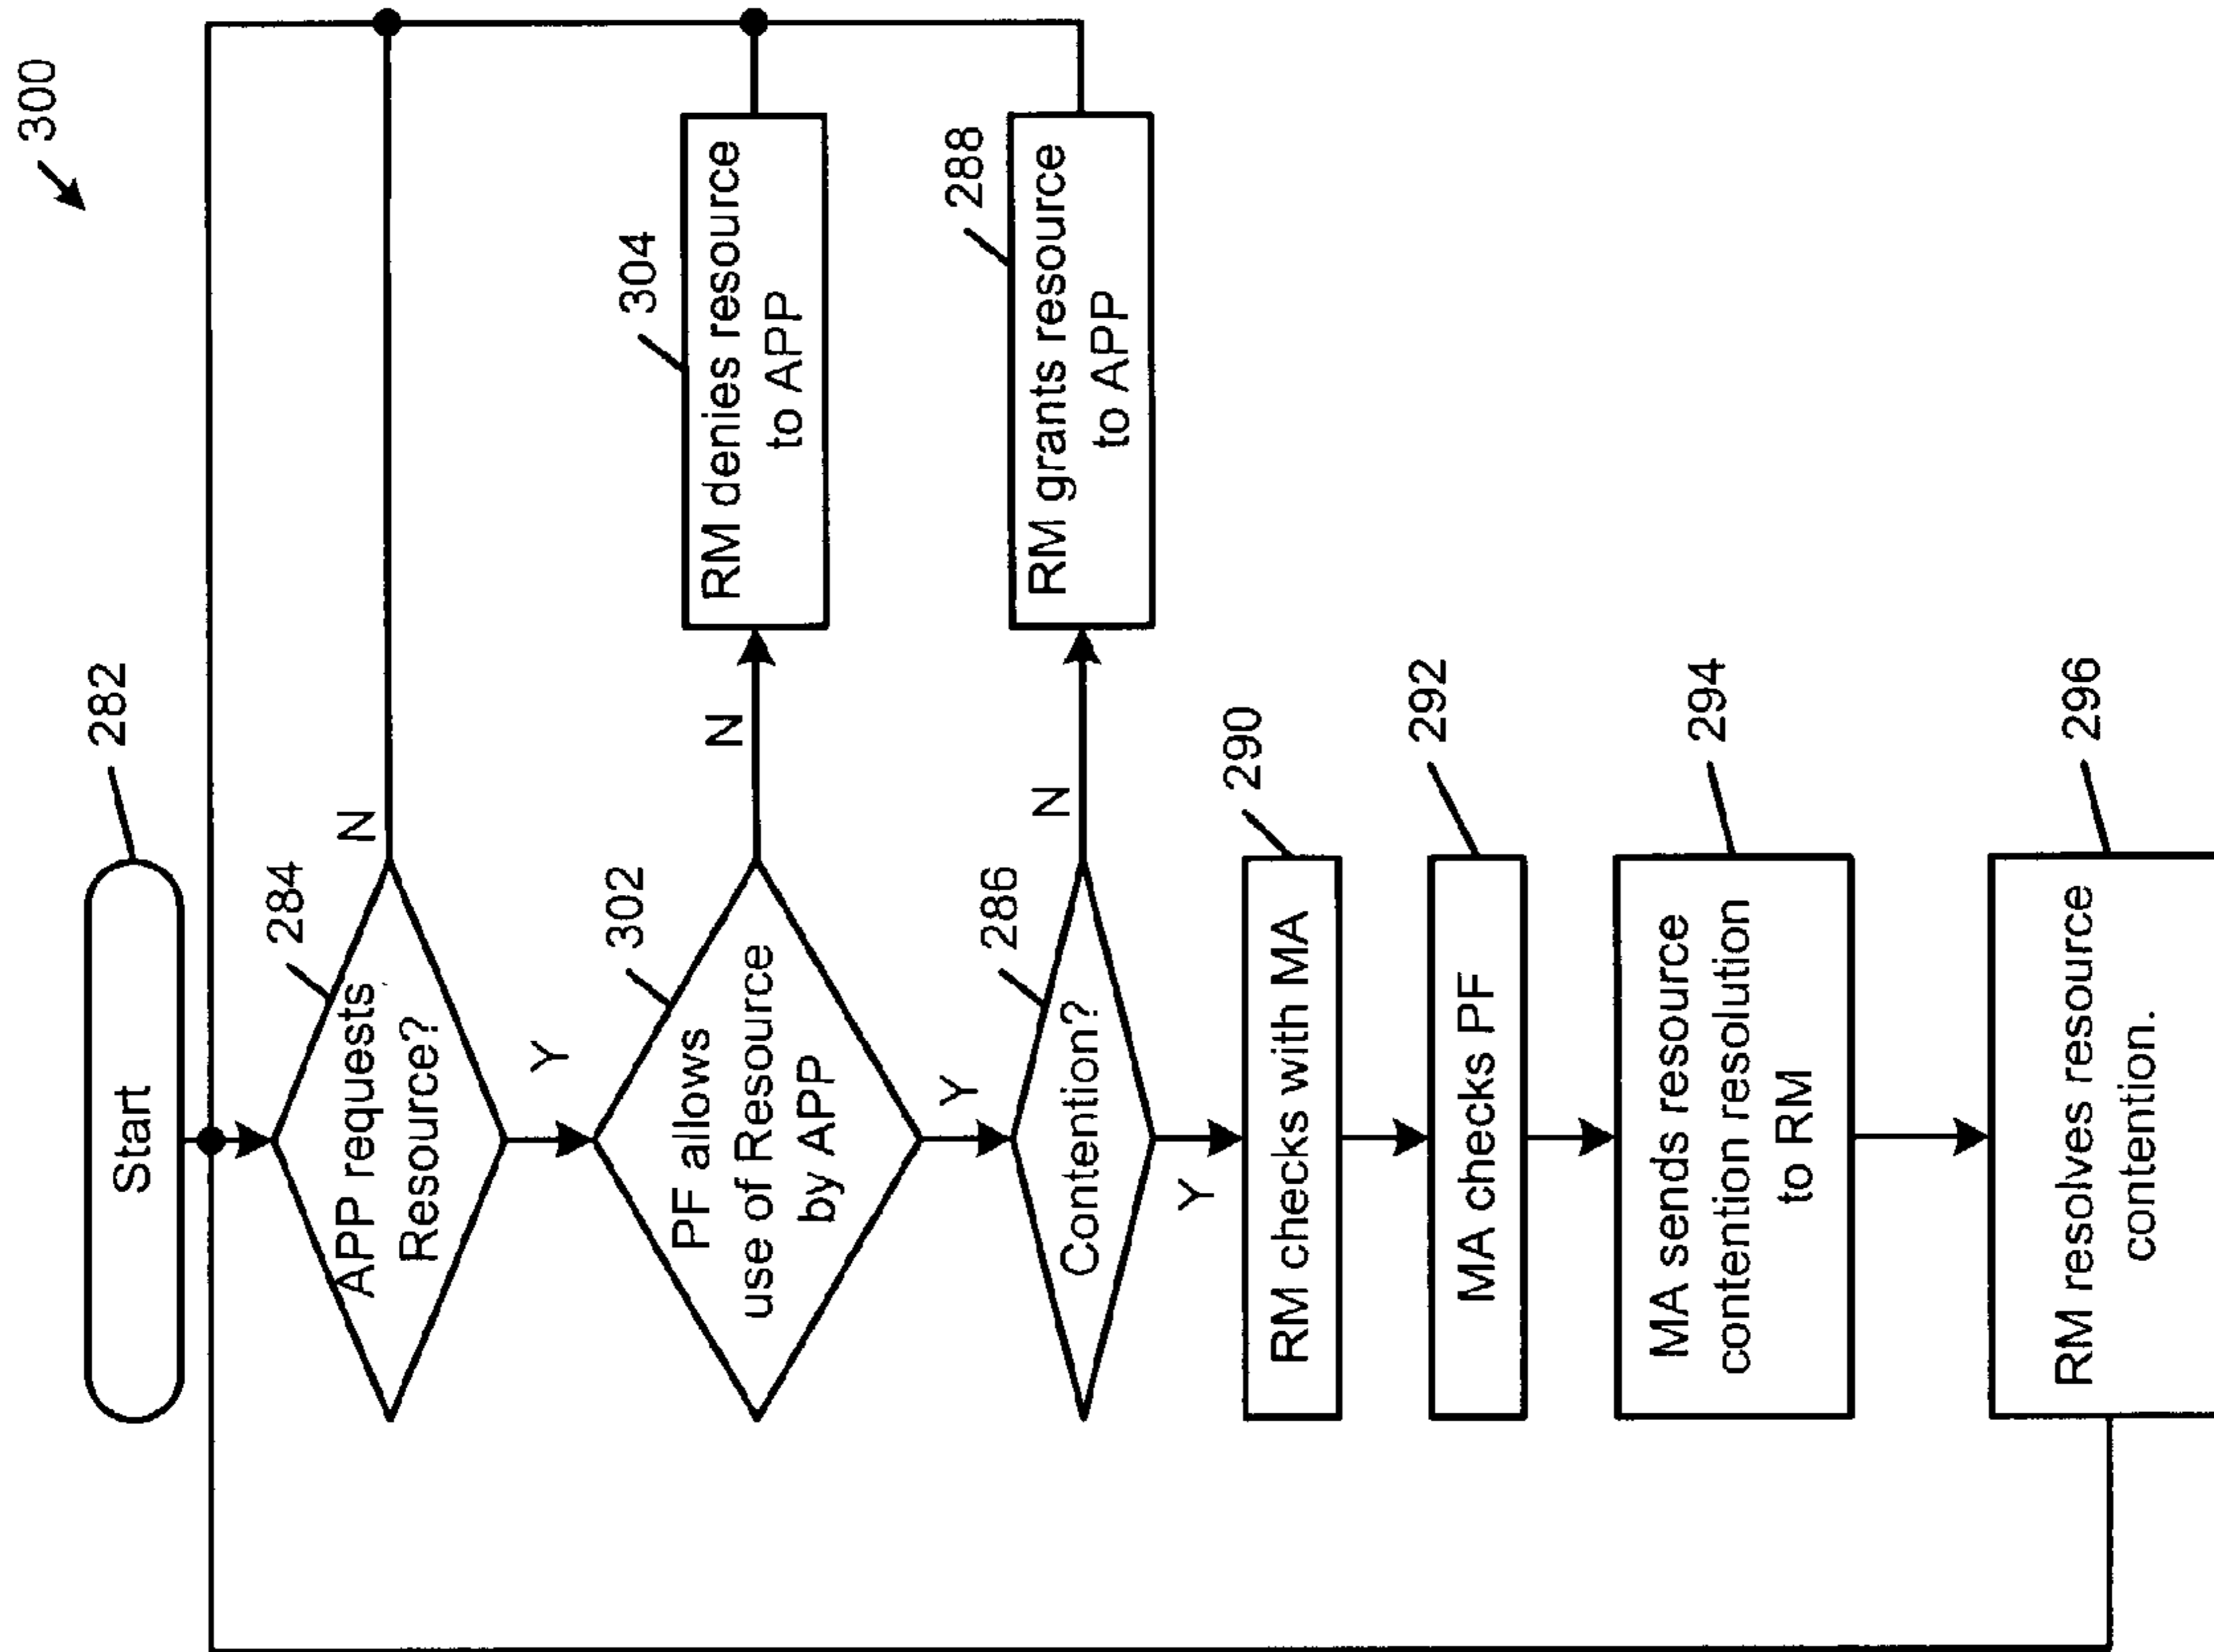 300
Start
282
284
APP requests
Resource?
N
Y
302
PF allows
use of Resource
by APP
N
304
RM denies resource
to APP
Y
286
Contention?
N
288
RM grants resource
to APP
Y
290
RM checks with MA
292
MA checks PF
294
MA sends resource
contention resolution
to RM
296
RM resolves resource
contention.